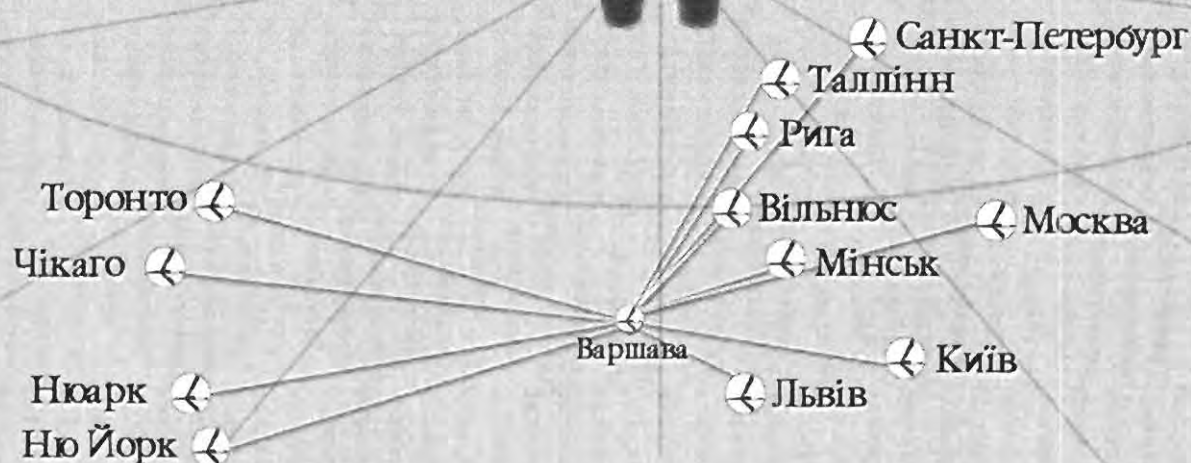 Санкт-Петербург
Таллінн
Рига
Торонто
Вільнюс
Москва
Чікаго
Мінськ
Варшава
Київ
Нюарк
Львів
Ню Йорк